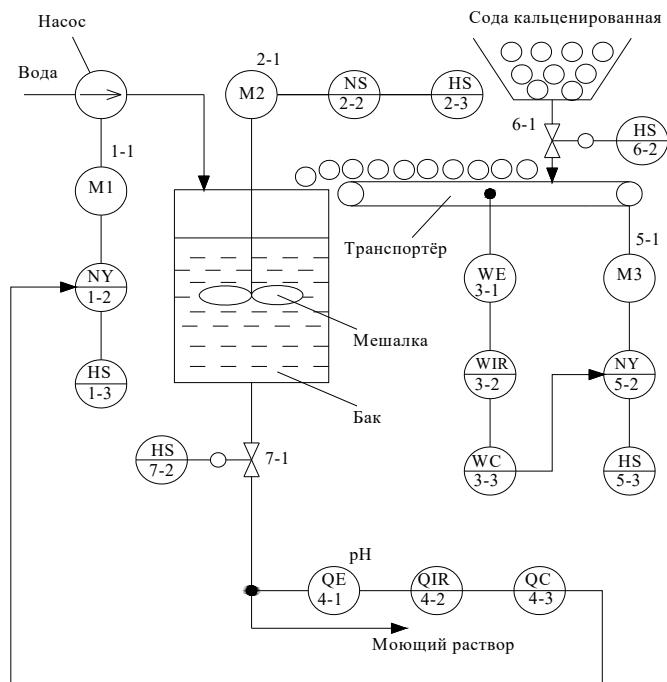 Насос
Сода кальценированная
Вода
2-1
М2
NS
2-2
HS
2-3
6-1
HS
6-2
1-1
М1
Транспортёр
5-1
NY
1-2
WE
3-1
М3
Мешалка
HS
1-3
WIR
3-2
NY
5-2
Бак
HS
7-2
7-1
WC
3-3
HS
5-3
pH
QE
4-1
QIR
4-2
QC
4-3
Моющий раствор